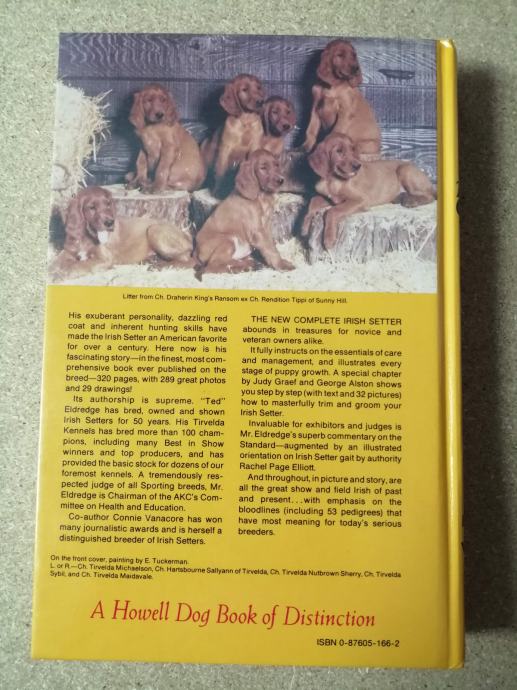 Litter from Ch. Draherin King's Ransom ex Ch. Rendition Tippi of Sunny Hill.
His exuberant personality, dazzling red
coat and inherent hunting skills have
made the Irish Setter an American favorite
for over a century. Here now is his
fascinating story—in the finest, most com-
prehensive book ever published on the
breed—320 pages, with 289 great photos
and 29 drawings!
Its authorship is supreme. "Ted"
Eldredge has bred, owned and shown
Irish Setters for 50 years. His Tirvelda
Kennels has bred more than 100 cham-
pions, including many Best in Show
winners and top producers, and has
provided the basic stock for dozens of our
foremost kennels. A tremendously res-
pected judge of all Sporting breeds, Mr.
Eldredge is Chairman of the AKC's Com-
mittee on Health and Education.
Co-author Connie Vanacore has won
many journalistic awards and is herself a
distinguished breeder of Irish Setters.
THE NEW COMPLETE IRISH SETTER
abounds in treasures for novice and
veteran owners alike.
It fully instructs on the essentials of care
and management, and illustrates every
stage of puppy growth. A special chapter
by Judy Graef and George Alston shows
you step by step (with text and 32 pictures)
how to masterfully trim and groom your
Irish Setter.
Invaluable for exhibitors and judges is
Mr. Eldredge's superb commentary on the
Standard—augmented by an illustrated
orientation on Irish Setter gait by authority
Rachel Page Elliott.
And throughout, in picture and story, are
all the great show and field Irish of past
and present...with emphasis on the
bloodlines (including 53 pedigrees) that
have most meaning for today's serious
breeders.
On the front cover, painting by E. Tuckerman.
L. or R.—Ch. Tirvelda Michaelson, Ch. Hartsbourne Sallyann of Tirvelda, Ch. Tirvelda Nutbrown Sherry, Ch. Tirvelda
Sybil, and Ch. Tirvelda Maidavale.
A Howell Dog Book of Distinction
ISBN 0-87605-166-2